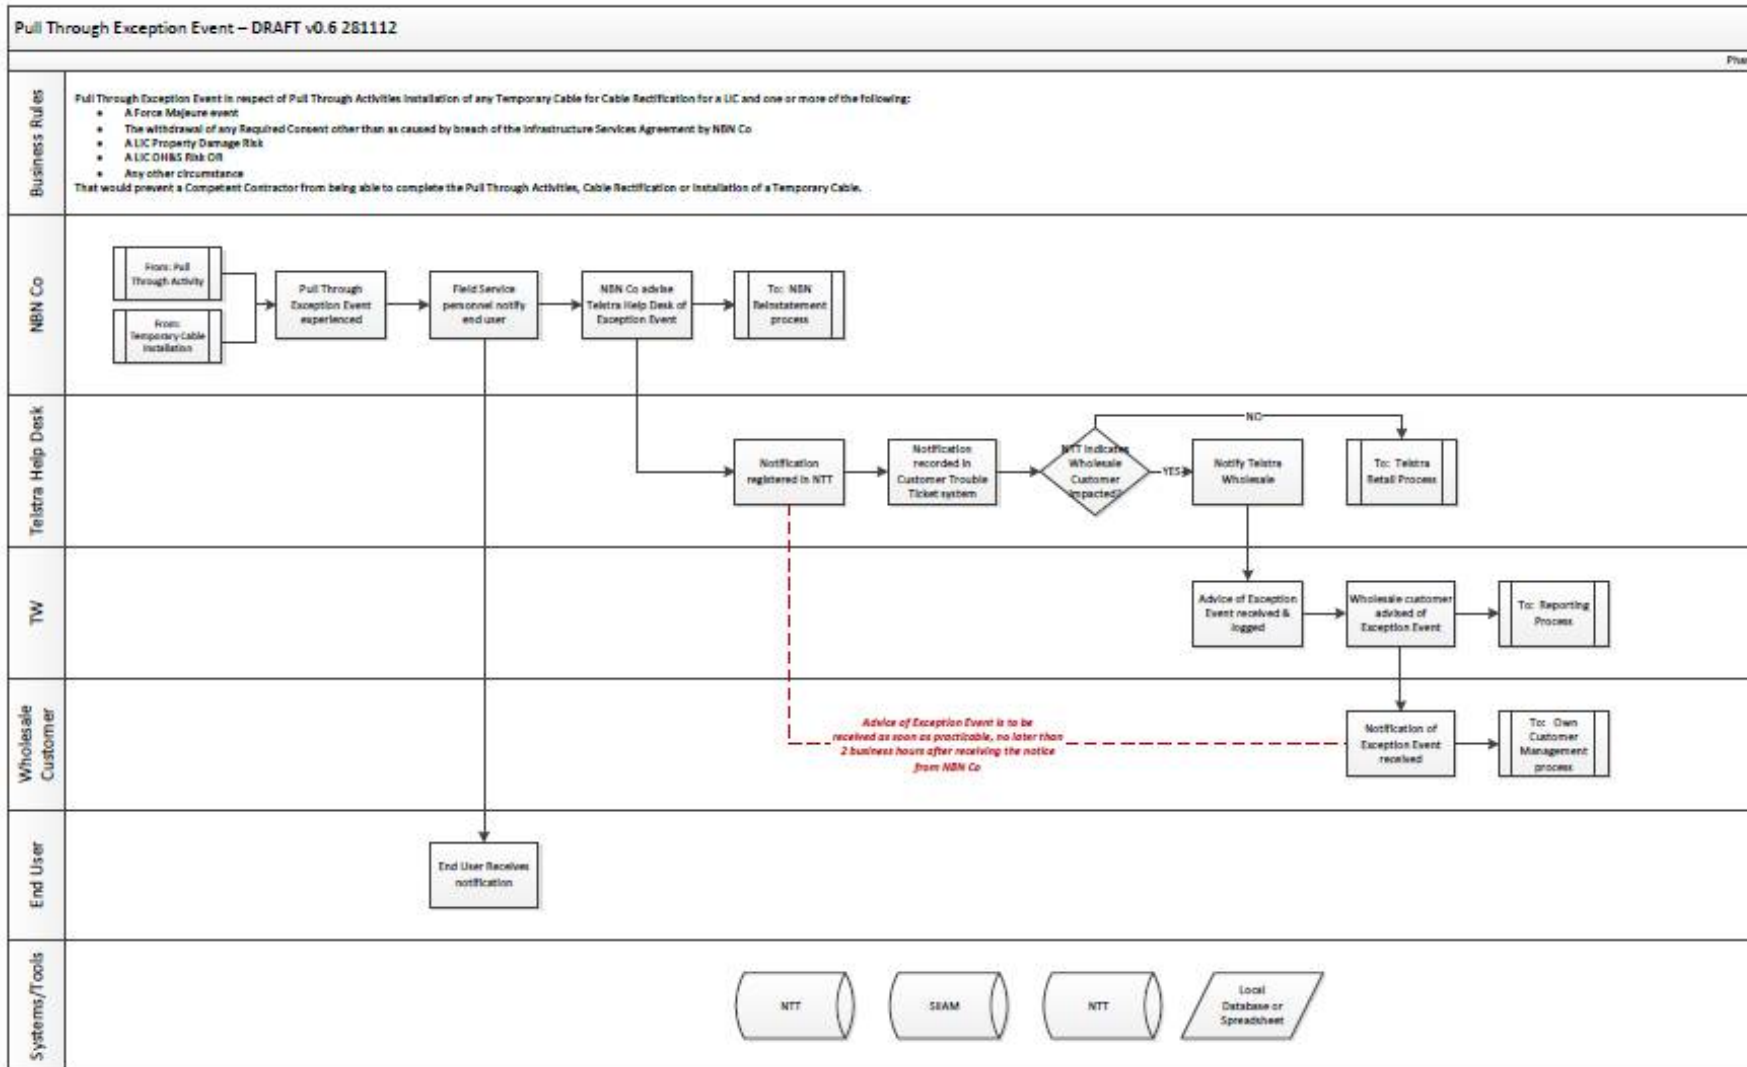 Pull Through Exception Event – DRAFT v0.6 281112
Phas
Business Rules
Pull Through Exception Event in respect of Pull Through Activities Installation of any Temporary Cable for Cable Rectification for a LIC and one or more of the following:
• A Force Majeure event
• The withdrawal of any Required Consent other than as caused by breach of the Infrastructure Services Agreement by NBN Co
• A LIC Property Damage Risk
• A LIC OH&S Risk OR
• Any other circumstance
That would prevent a Competent Contractor from being able to complete the Pull Through Activities, Cable Rectification or Installation of a Temporary Cable.
NBN Co
From: Pull
Through Activity
From:
Temporary Cable
Installation
Pull Through
Exception Event
experienced
Field Service
personnel notify
end user
NBN Co advise
Telstra Help Desk of
Exception Event
To: NBN
Reinstatement
process
Telstra Help Desk
Notification
registered in NTT
Notification
recorded in
Customer Trouble
Ticket system
NTT indicates
Wholesale
Customer
impacted?
NO
YES
Notify Telstra
Wholesale
To: Telstra
Retail Process
TW
Advice of Exception
Event received &
logged
Wholesale customer
advised of
Exception Event
To: Reporting
Process
Wholesale
Customer
Advice of Exception Event is to be
received as soon as practicable, no later than
2 business hours after receiving the notice
from NBN Co
Notification of
Exception Event
received
To: Own
Customer
Management
process
End User
End User Receives
notification
Systems/Tools
NTT
SIIAM
NTT
Local
Database or
Spreadsheet